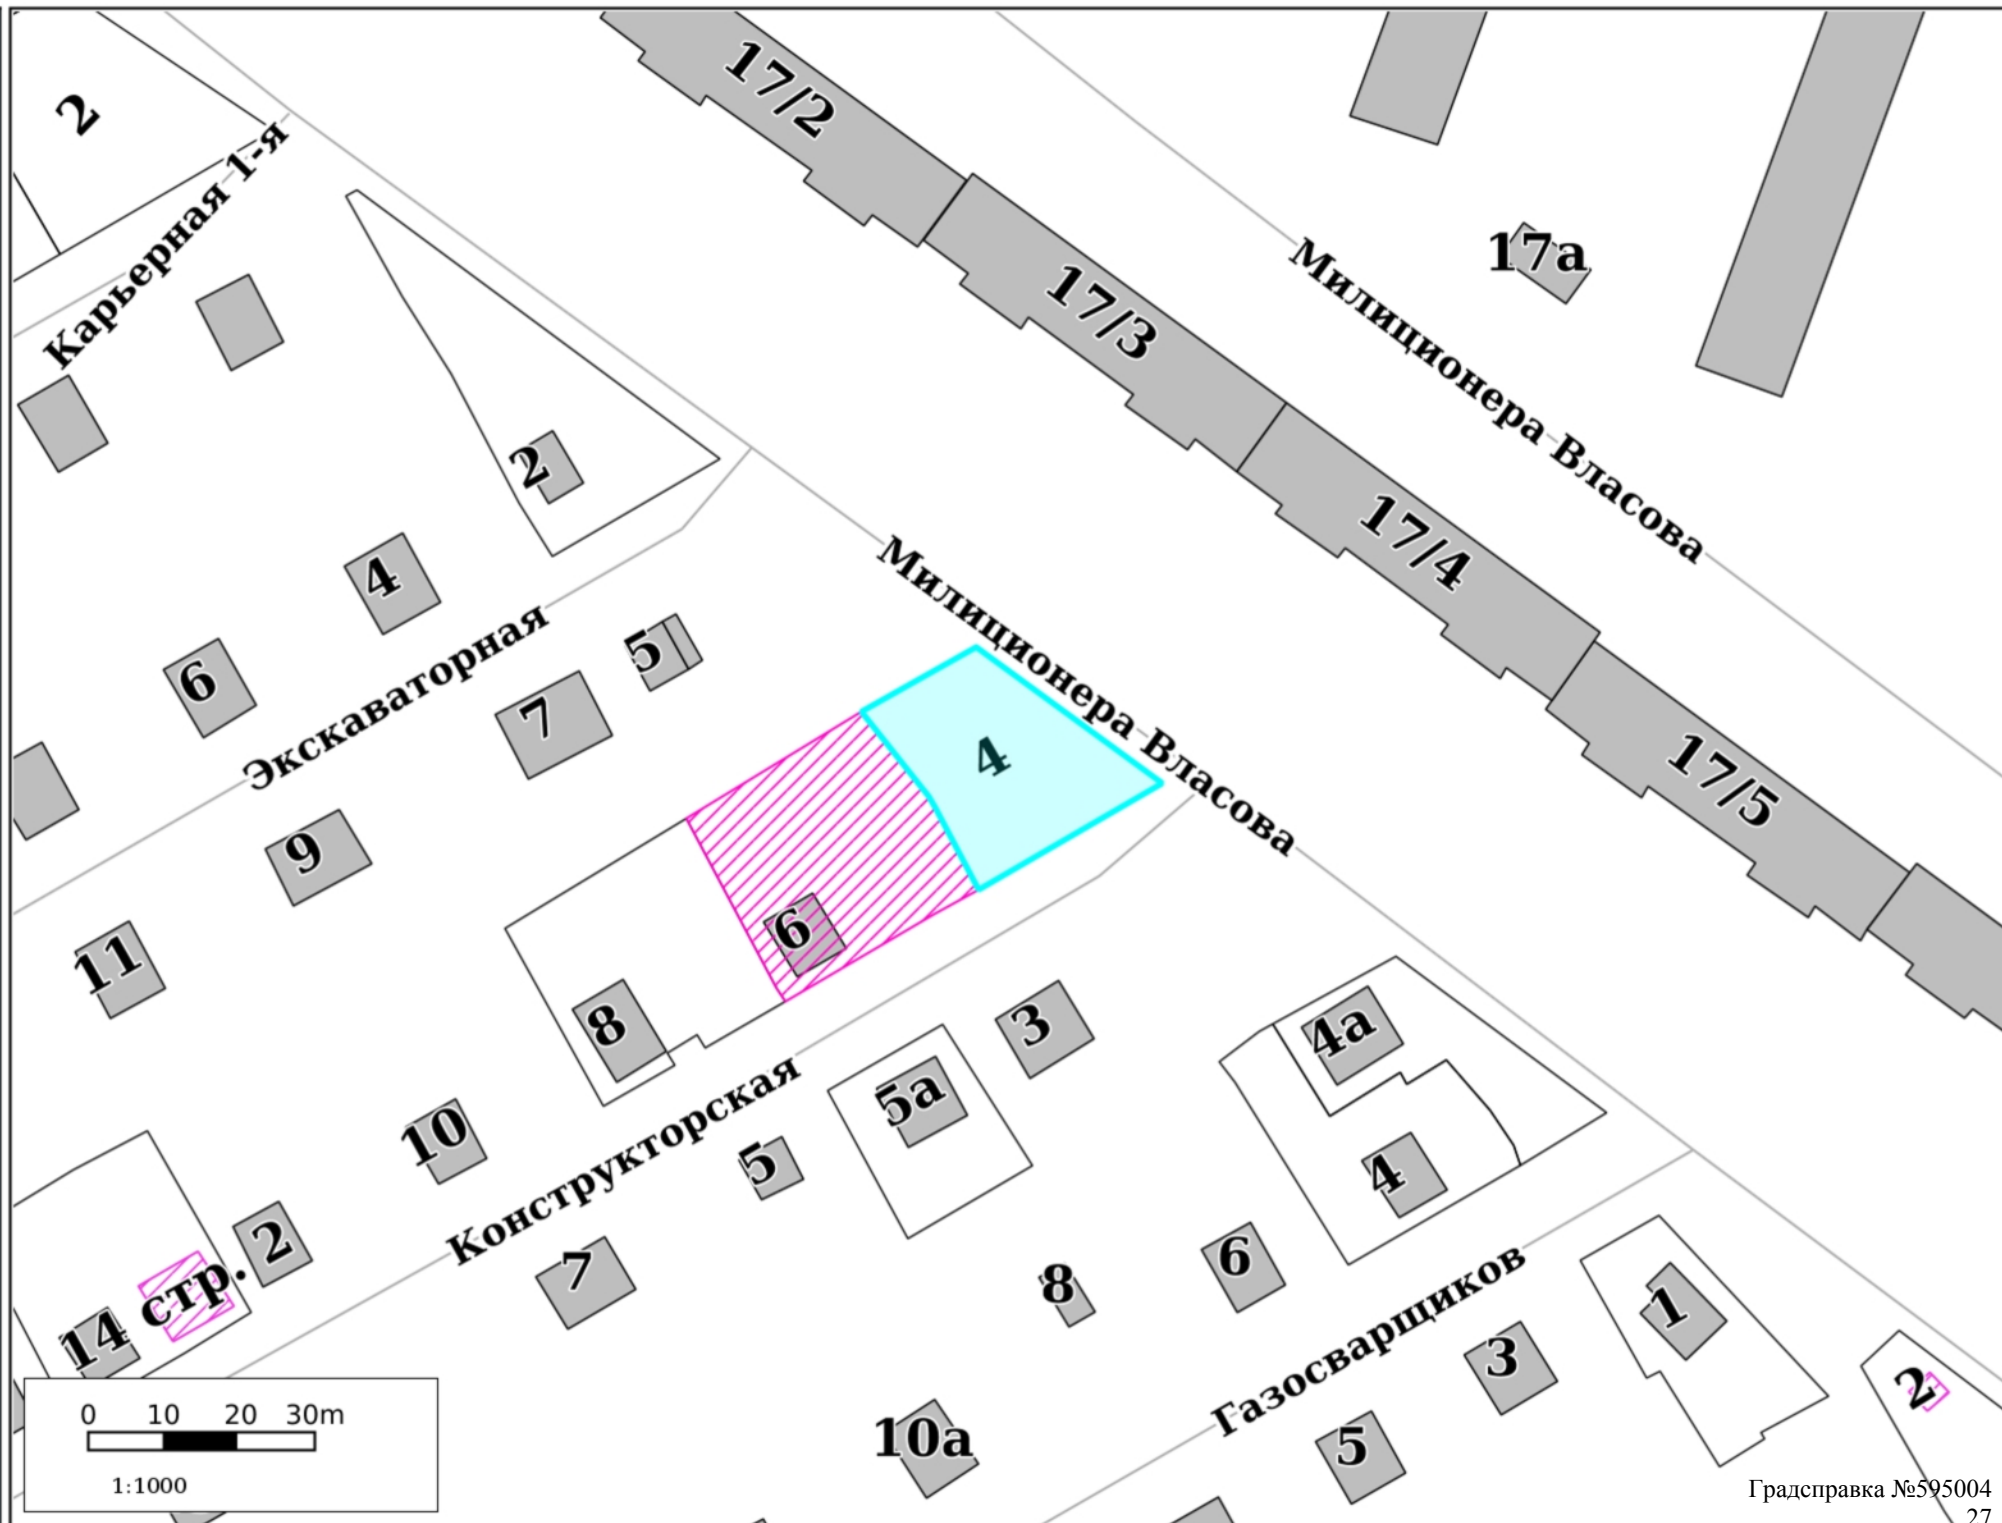 17/2
2
Карьерная 1-я
17а
Милиционера Власова
17/3
2
4
17/4
Милиционера Власова
5
6
Экскаваторная
7
4
17/5
9
6
11
8
3
4а
5а
10
5
4
Конструкторская
2
14 стр.
7
8
6
Газосварщиков
1
3
2
10а
5
0 10 20 30m
1:1000
Градсправка №595004
27